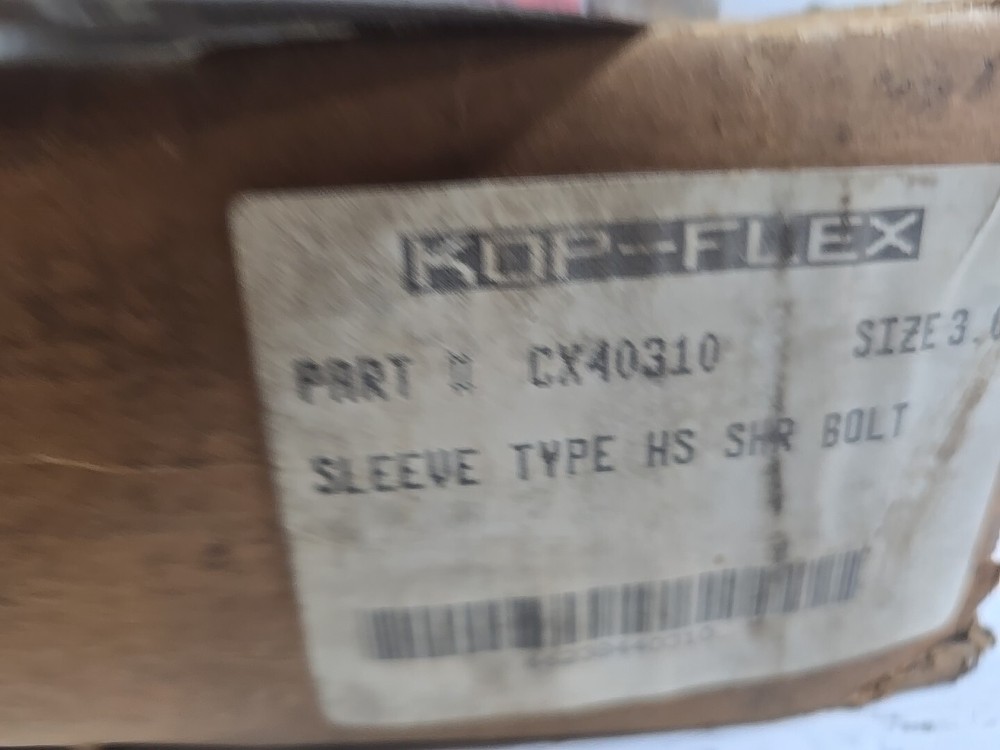 KOP-FLEX
PART # CX40310 SIZE 3.0
SLEEVE TYPE HS SHR BOLT